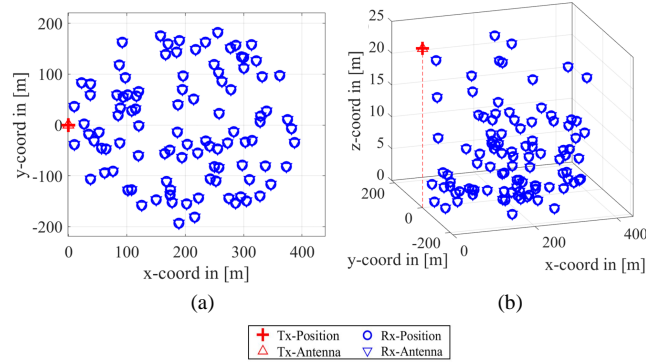 200
100
0
-100
-200
y-coord in [m]
0
100
200
300
400
x-coord in [m]
(a)
25
20
15
10
5
0
z-coord in [m]
200
0
-200
y-coord in [m]
0
200
400
x-coord in [m]
(b)
Tx-Position
Rx-Position
Tx-Antenna
Rx-Antenna